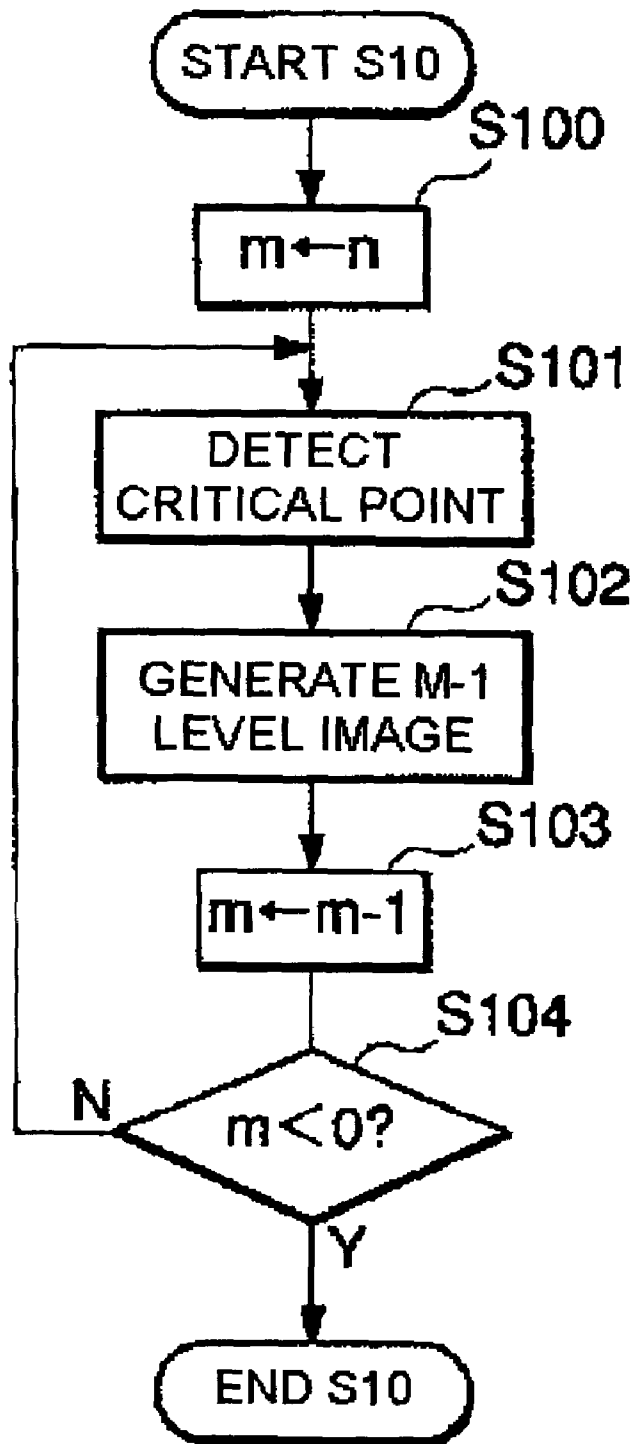 START S10
S100
m←n
S101
DETECT
CRITICAL POINT
S102
GENERATE M-1
LEVEL IMAGE
S103
m←m-1
S104
N
m<0?
Y
END S10